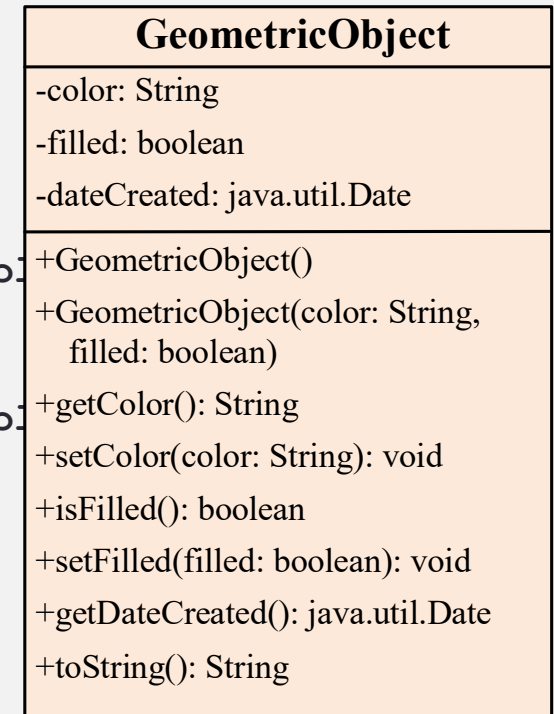 GeometricObject
-color: String
-filled: boolean
-dateCreated: java.util.Date
+GeometricObject()
+GeometricObject(color: String,
filled: boolean)
+getColor(): String
+setColor(color: String): void
+isFilled(): boolean
+setFilled(filled: boolean): void
+getDateCreated(): java.util.Date
+toString(): String